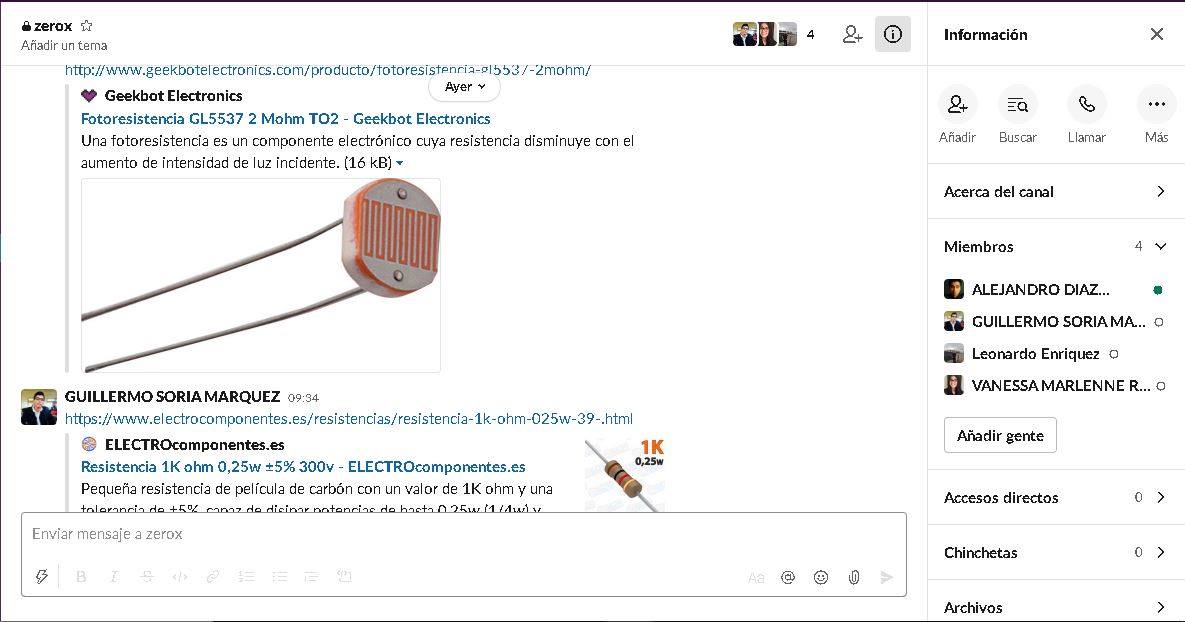 zerox
Añadir un tema
4
http://www.geekbotelectronics.com/producto/fotoresistencia-gl5537-2mohm/
Ayer
Geekbot Electronics
Fotoresistencia GL5537 2 Mohm TO2 - Geekbot Electronics
Una fotoresistencia es un componente electrónico cuya resistencia disminuye con el
aumento de intensidad de luz incidente. (16 kB)
GUILLERMO SORIA MARQUEZ 09:34
https://www.electrocomponentes.es/resistencias/resistencia-1k-ohm-025w-39-.html
ELECTROcomponentes.es
Resistencia 1K ohm 0,25w ±5% 300v - ELECTROcomponentes.es
Pequeña resistencia de película de carbón con un valor de 1K ohm y una
tolerancia de ±5%, capaz de disipar potencias de hasta 0,25w (1/4w) y
1K
0,25w
Enviar mensaje a zerox
B I S </> Aa @
Información
Añadir Buscar Llamar Más
Acerca del canal
Miembros 4
ALEJANDRO DIAZ...
GUILLERMO SORIA MA...
Leonardo Enriquez
VANESSA MARLENNE R...
Añadir gente
Accesos directos 0
Chinchetas 0
Archivos